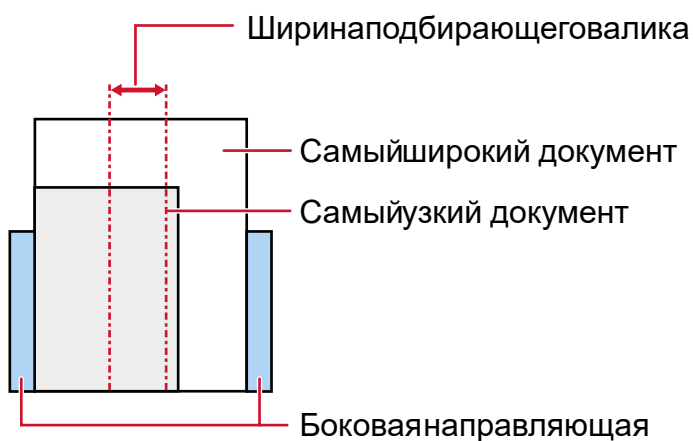 Ширинаподбирающеговалика
Самыйширокий документ
Самыйузкий документ
Боковаянаправляющая